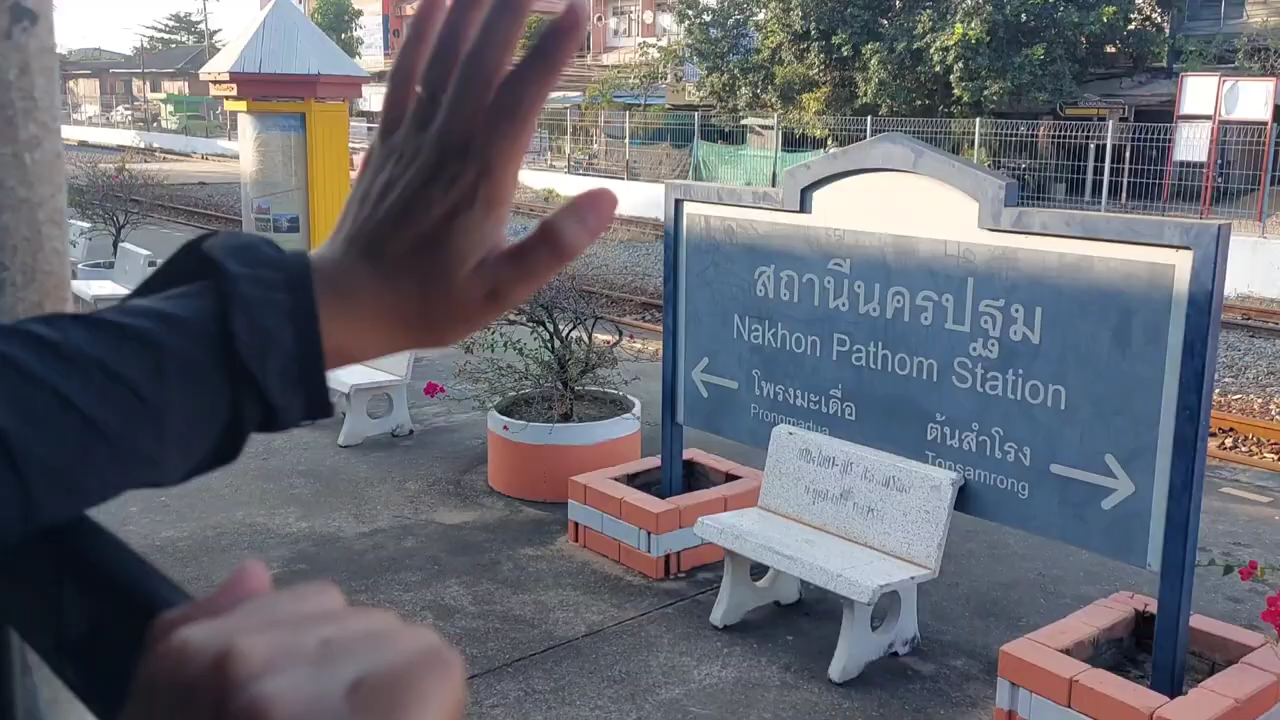 สถานีนครปฐม
Nakhon Pathom Station
โพรงมะเดื่อ
Prongmadua
ต้นสำโรง
Tonsamrong